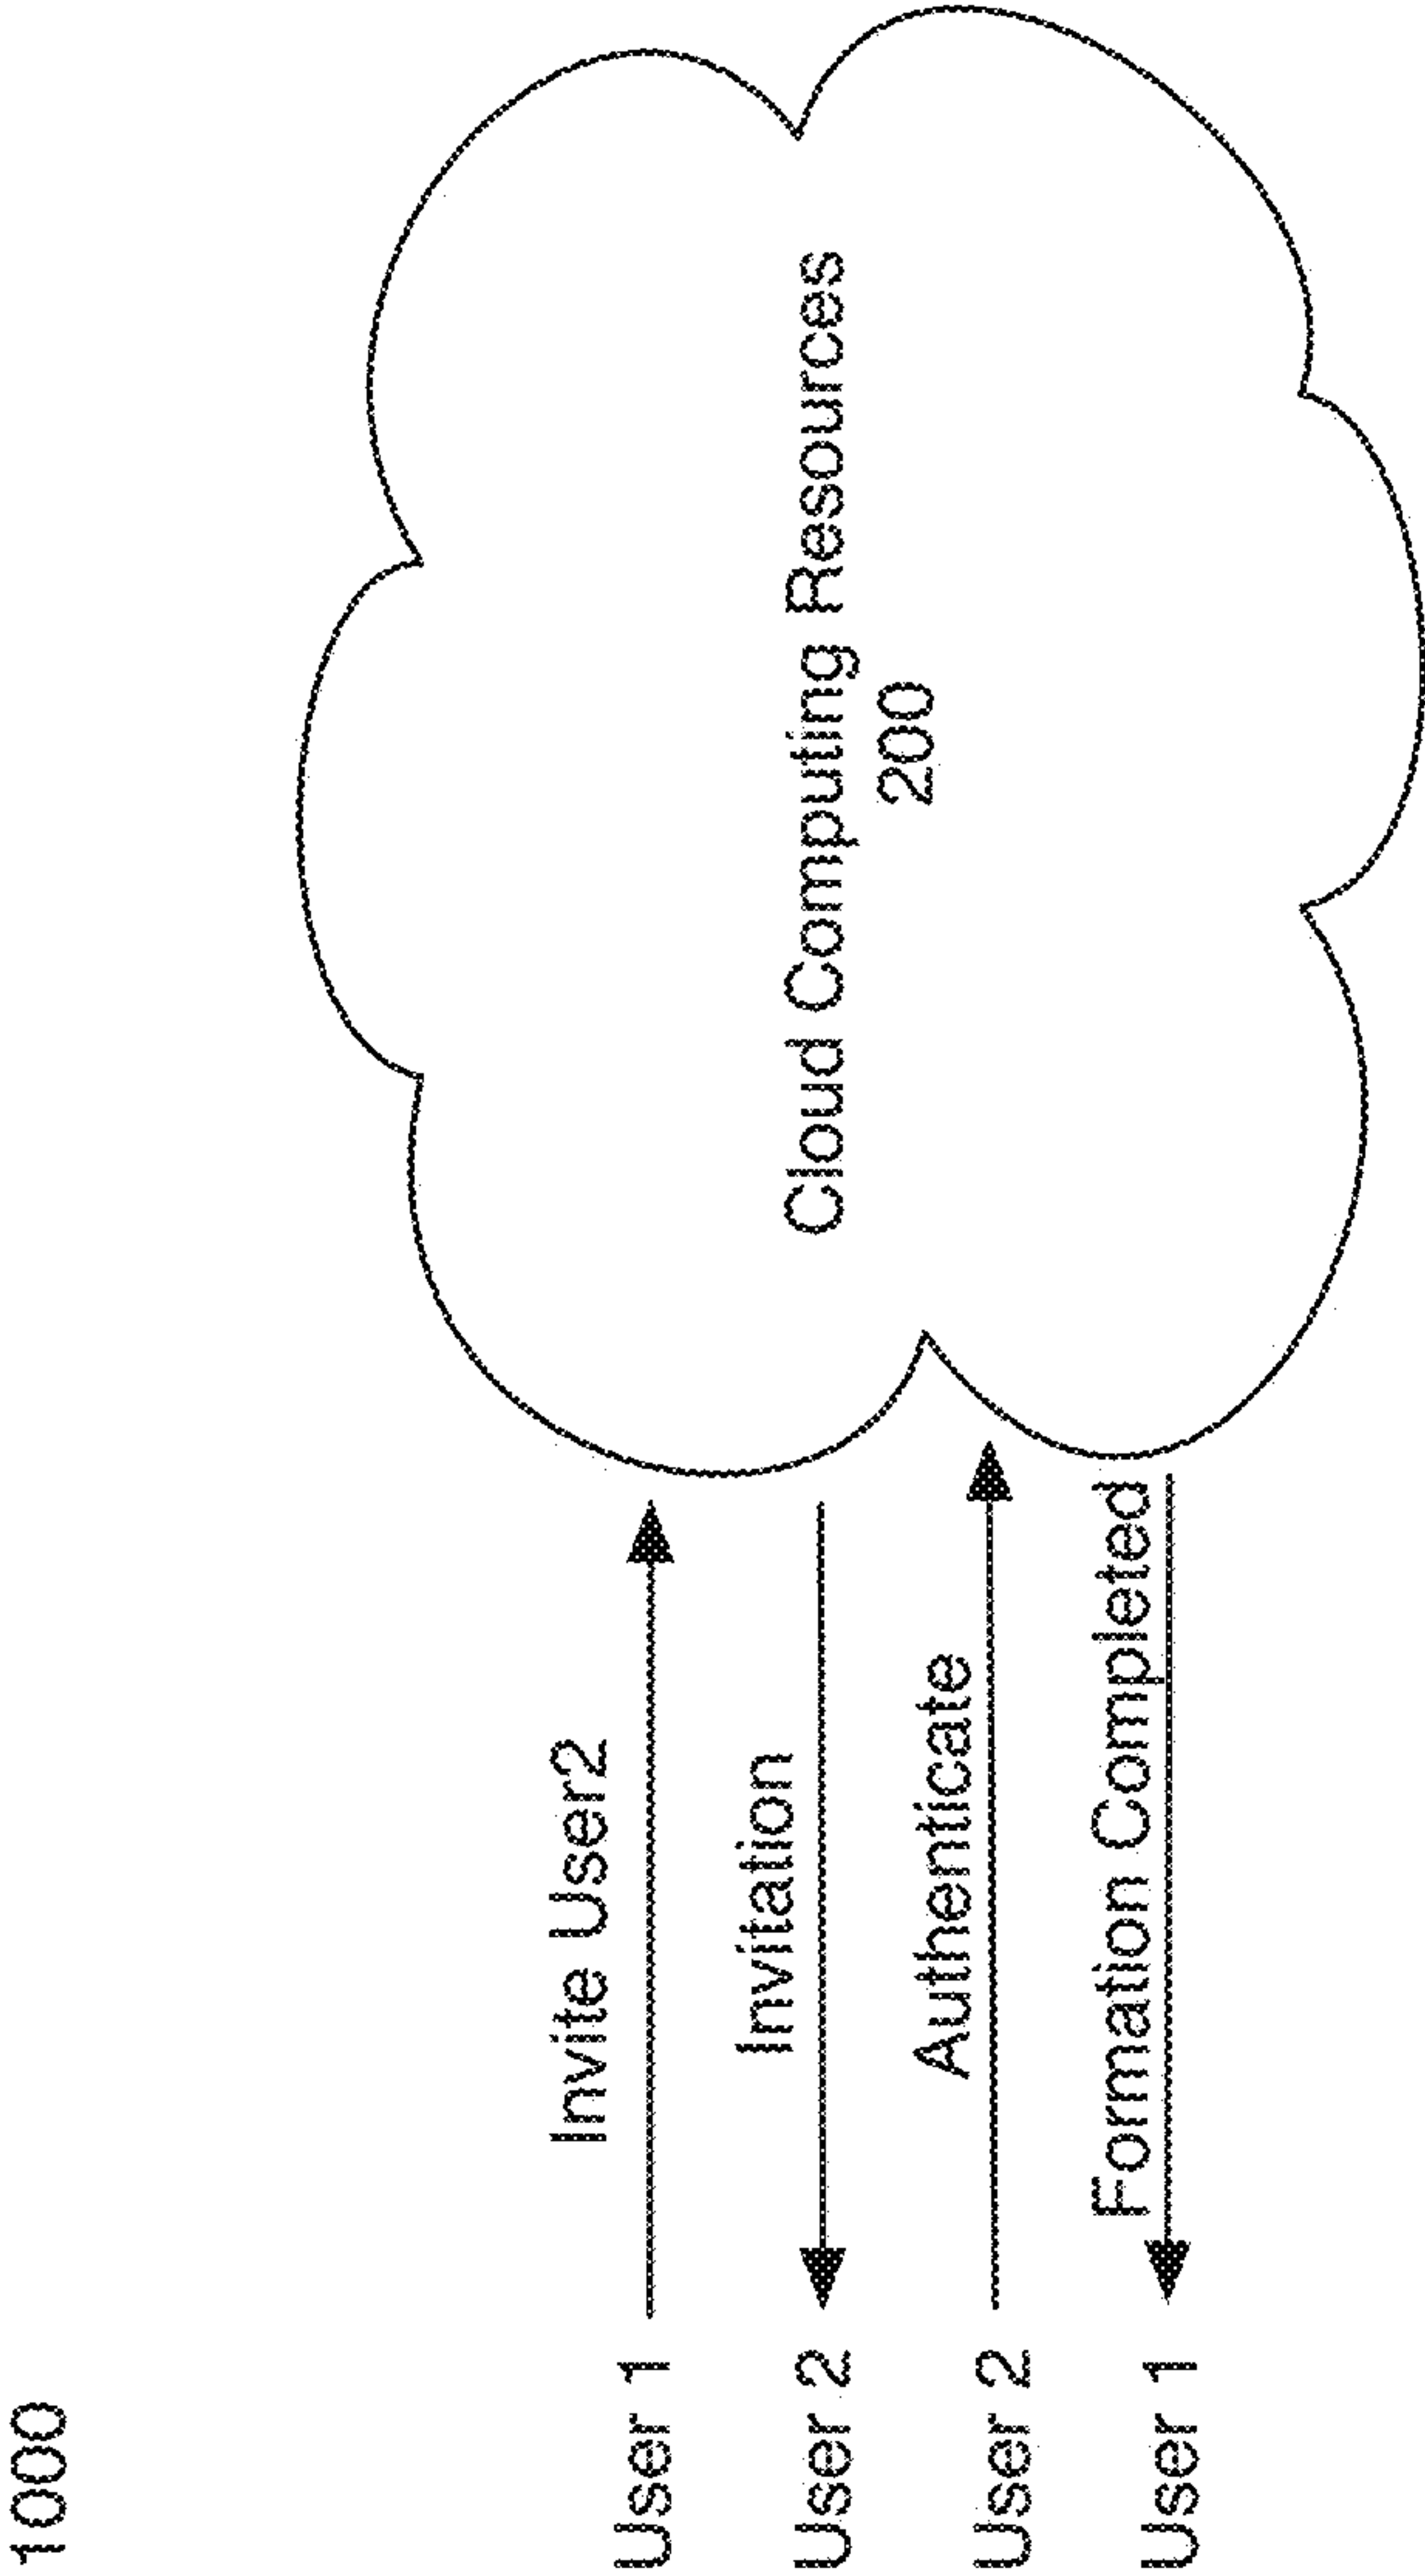 1000
User 1
Invite User2
User 2
Invitation
User 2
Authenticate
User 1
Formation Completed
Cloud Computing Resources
200